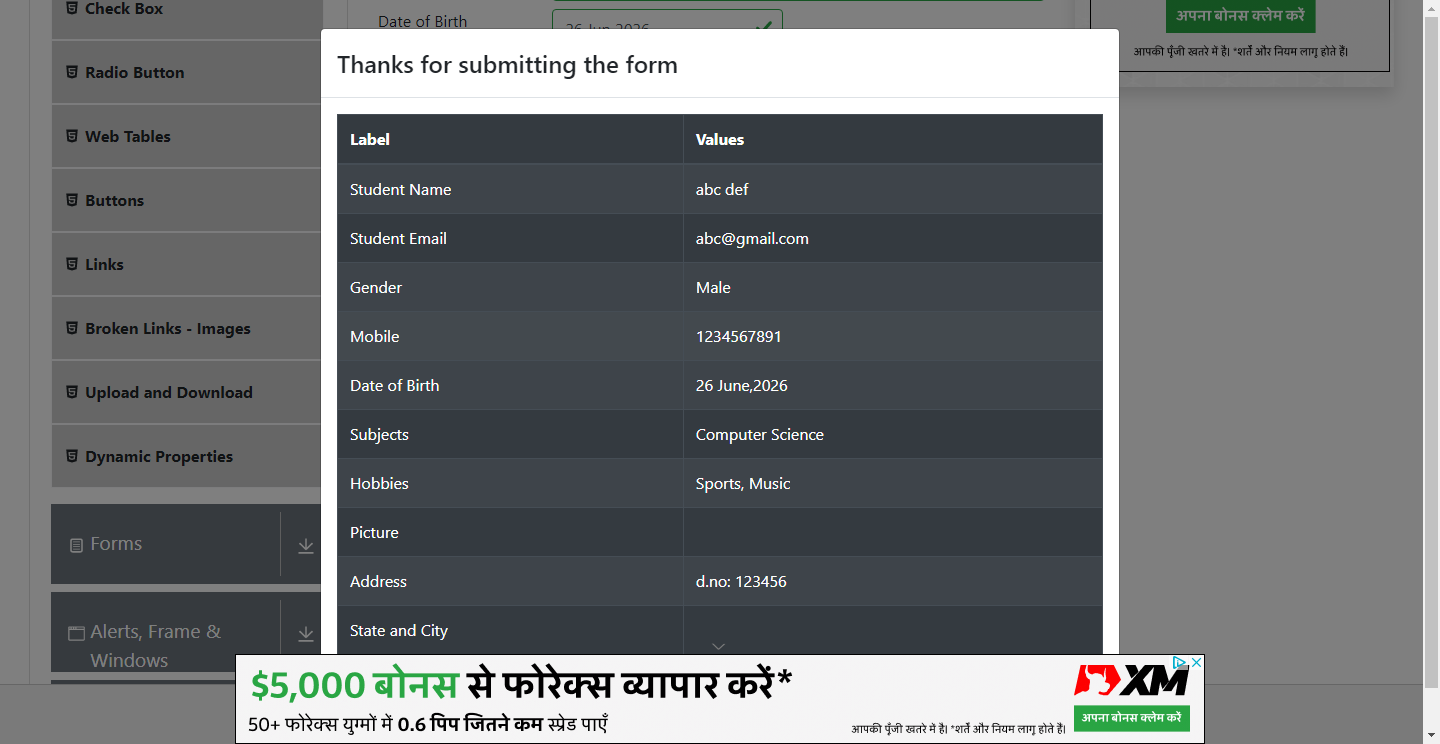 Check Box
Radio Button
Web Tables
Buttons
Links
Broken Links - Images
Upload and Download
Dynamic Properties
Forms
Alerts, Frame &
Windows
Date of Birth
26 Jun 2026
Thanks for submitting the form
Label Values
Student Name abc def
Student Email abc@gmail.com
Gender Male
Mobile 1234567891
Date of Birth 26 June,2026
Subjects Computer Science
Hobbies Sports, Music
Picture
Address d.no: 123456
State and City
अपना बोनस क्लेम करें
आपकी पूँजी खतरे में है। *शर्तें और नियम लागू होते हैं।
$5,000 बोनस से फोरेक्स व्यापार करें*
50+ फोरेक्स युग्मों में 0.6 पिप जितने कम स्प्रेड पाएँ
आपकी पूँजी खतरे में है। *शर्तें और नियम लागू होते हैं।
XM
अपना बोनस क्लेम करें